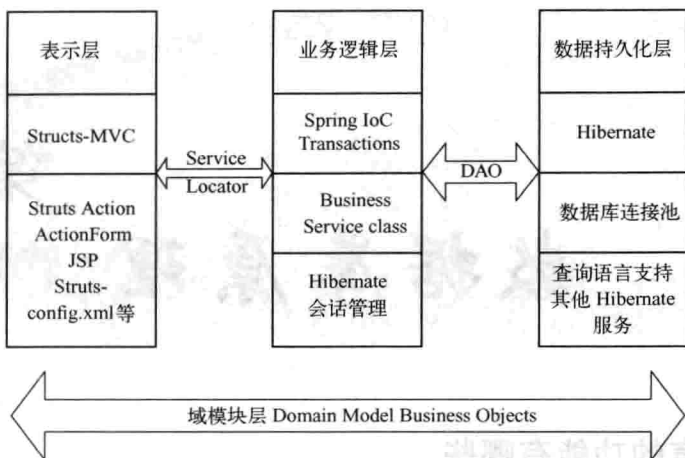 表示层
Structs-MVC
Struts Action
ActionForm
JSP
Struts-
config.xml等
Service
Locator
业务逻辑层
Spring IoC
Transactions
Business
Service class
Hibernate
会话管理
DAO
数据持久化层
Hibernate
数据库连接池
查询语言支持
其他 Hibernate
服务
域模块层 Domain Model Business Objects